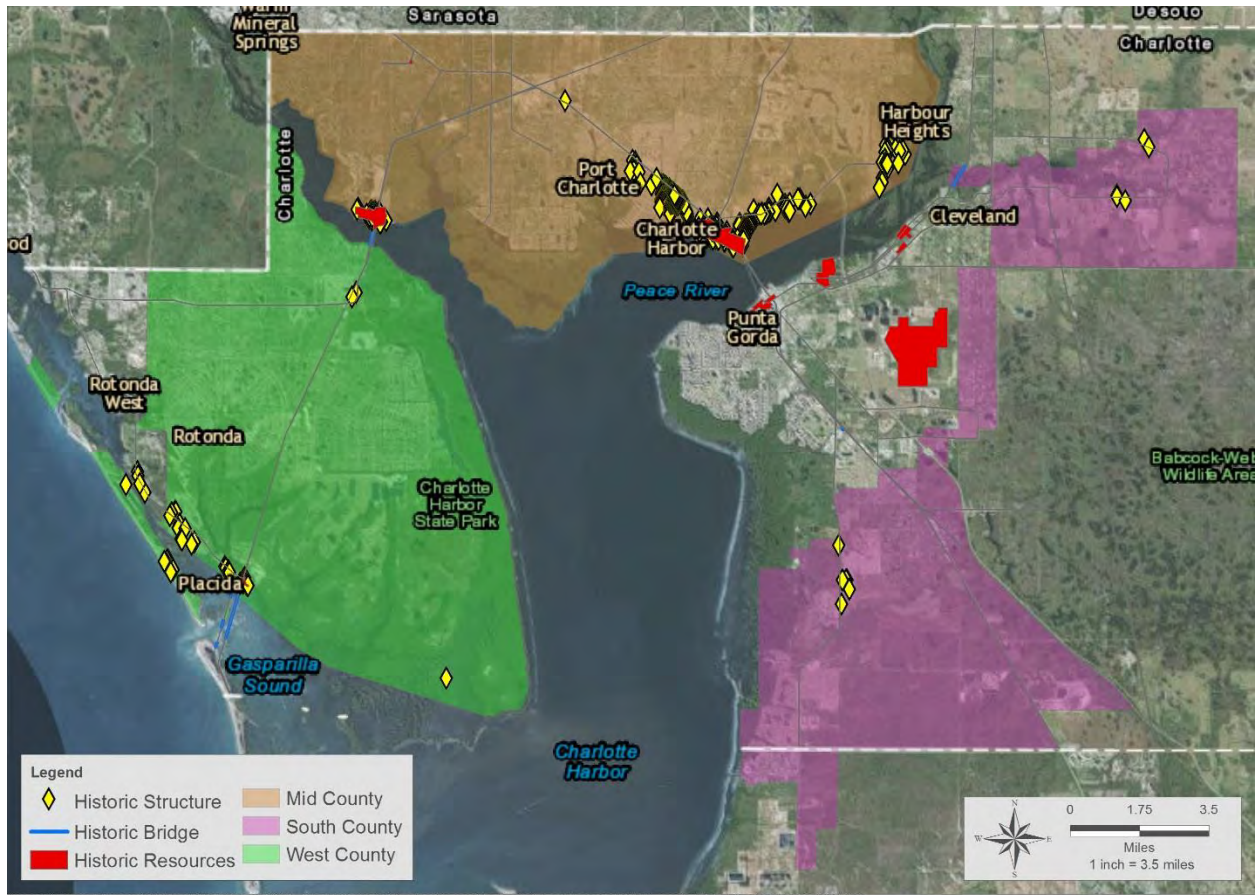 Warm
Mineral
Springs
Sarasota
Desoto
Charlotte
Charlotte
Harbour
Heights
Port
Charlotte
Charlotte
Harbor
Cleveland
Peace River
Punta
Gorda
Rotonda
West
Rotonda
Charlotte
Harbor
State Park
Babcock-Web
Wildlife Area
Placida
Gasparilla
Sound
Charlotte
Harbor
ood
Legend
Historic Structure
Historic Bridge
Historic Resources
Mid County
South County
West County
N
W
E
S
0 1.75 3.5
Miles
1 inch = 3.5 miles